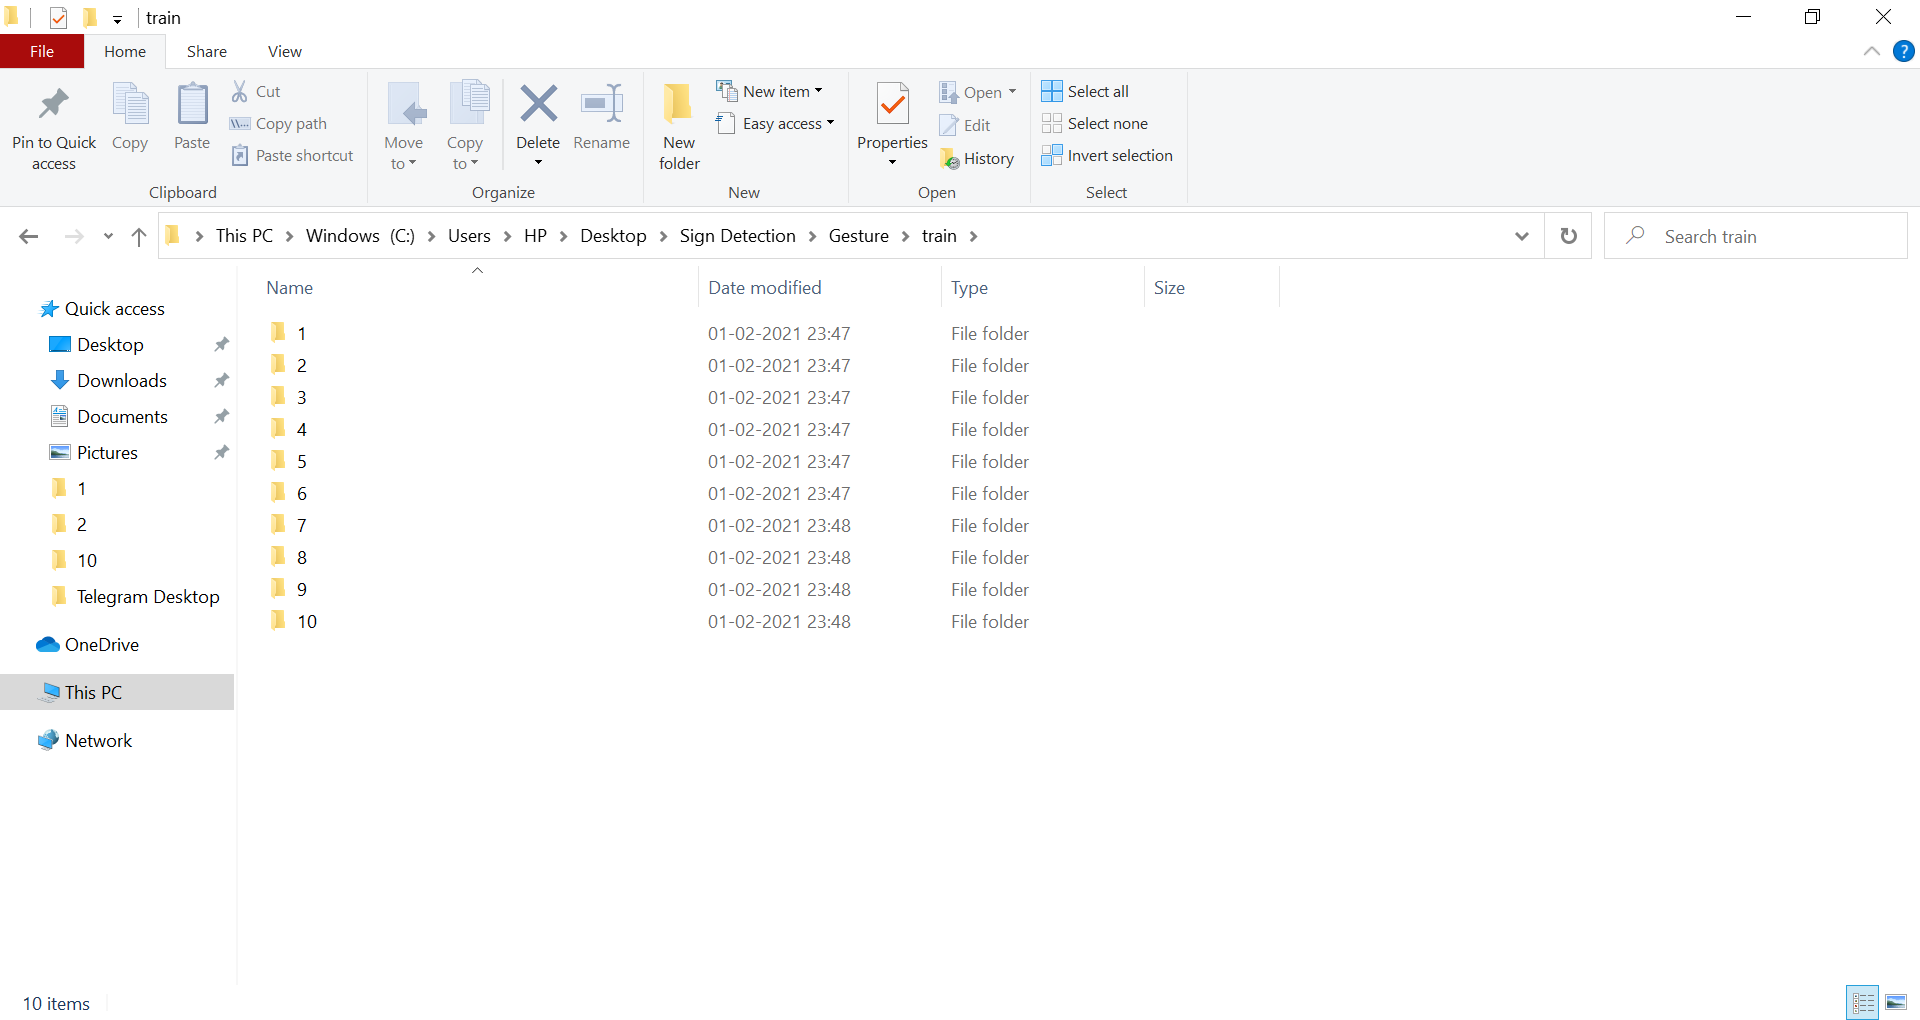 train
File Home Share View
?
Pin to Quick access
Copy
Paste
Cut
Copy path
Paste shortcut
Clipboard
Move to
Copy to
Delete
Rename
Organize
New folder
New item
Easy access
New
Properties
Open
Edit
History
Open
Select all
Select none
Invert selection
Select
This PC Windows (C:) Users HP Desktop Sign Detection Gesture train
Search train
Quick access
Desktop
Downloads
Documents
Pictures
1
2
10
Telegram Desktop
OneDrive
This PC
Network
Name Date modified Type Size
1 01-02-2021 23:47 File folder
2 01-02-2021 23:47 File folder
3 01-02-2021 23:47 File folder
4 01-02-2021 23:47 File folder
5 01-02-2021 23:47 File folder
6 01-02-2021 23:47 File folder
7 01-02-2021 23:48 File folder
8 01-02-2021 23:48 File folder
9 01-02-2021 23:48 File folder
10 01-02-2021 23:48 File folder
10 items